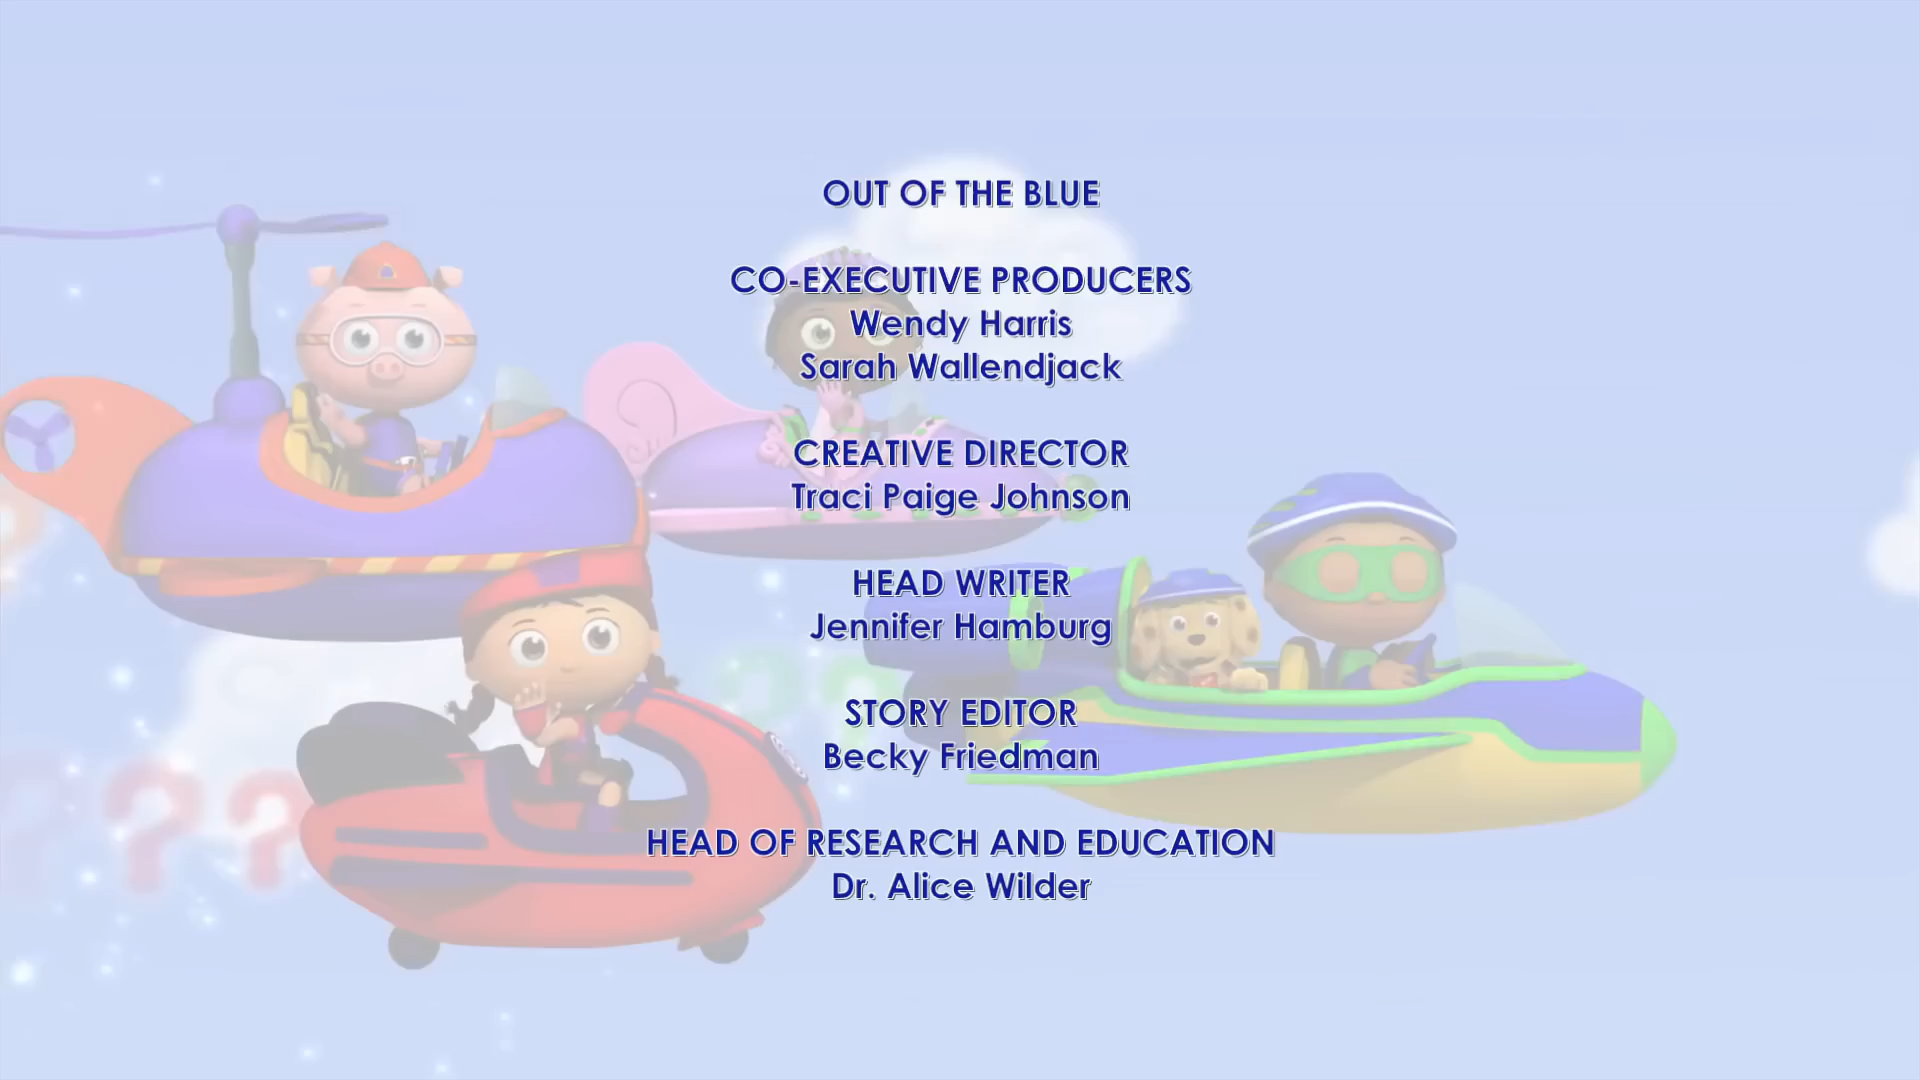 OUT OF THE BLUE
CO-EXECUTIVE PRODUCERS
Wendy Harris
Sarah Wallendjack
CREATIVE DIRECTOR
Traci Paige Johnson
HEAD WRITER
Jennifer Hamburg
STORY EDITOR
Becky Friedman
HEAD OF RESEARCH AND EDUCATION
Dr. Alice Wilder
? ?
? ? ?